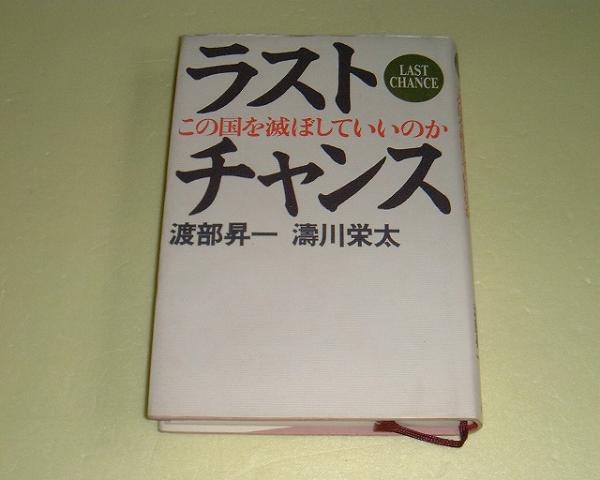 ラスト
LAST
CHANCE
この国を滅ぼしていいのか
チャンス
渡部昇一 濤川栄太